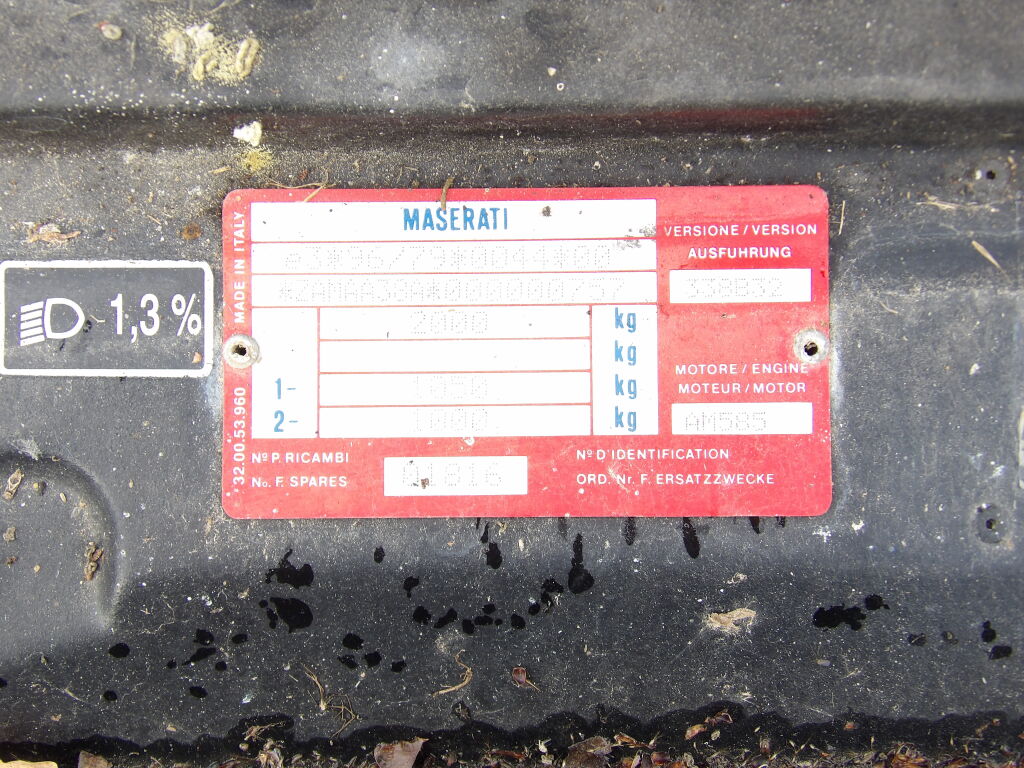 MASERATI
e3*96/79*0044*00
2000 kg
kg
1- 1050 kg
2- 1000 kg
MADE IN ITALY
32.00.53.960
VERSIONE / VERSION
AUSFUHRUNG
338B32
MOTORE / ENGINE
MOTEUR / MOTOR
AM585
Nº P. RICAMBI
No. F. SPARES
01816
Nº D'IDENTIFICATION
ORD. Nr. F. ERSATZZWECKE
1,3 %